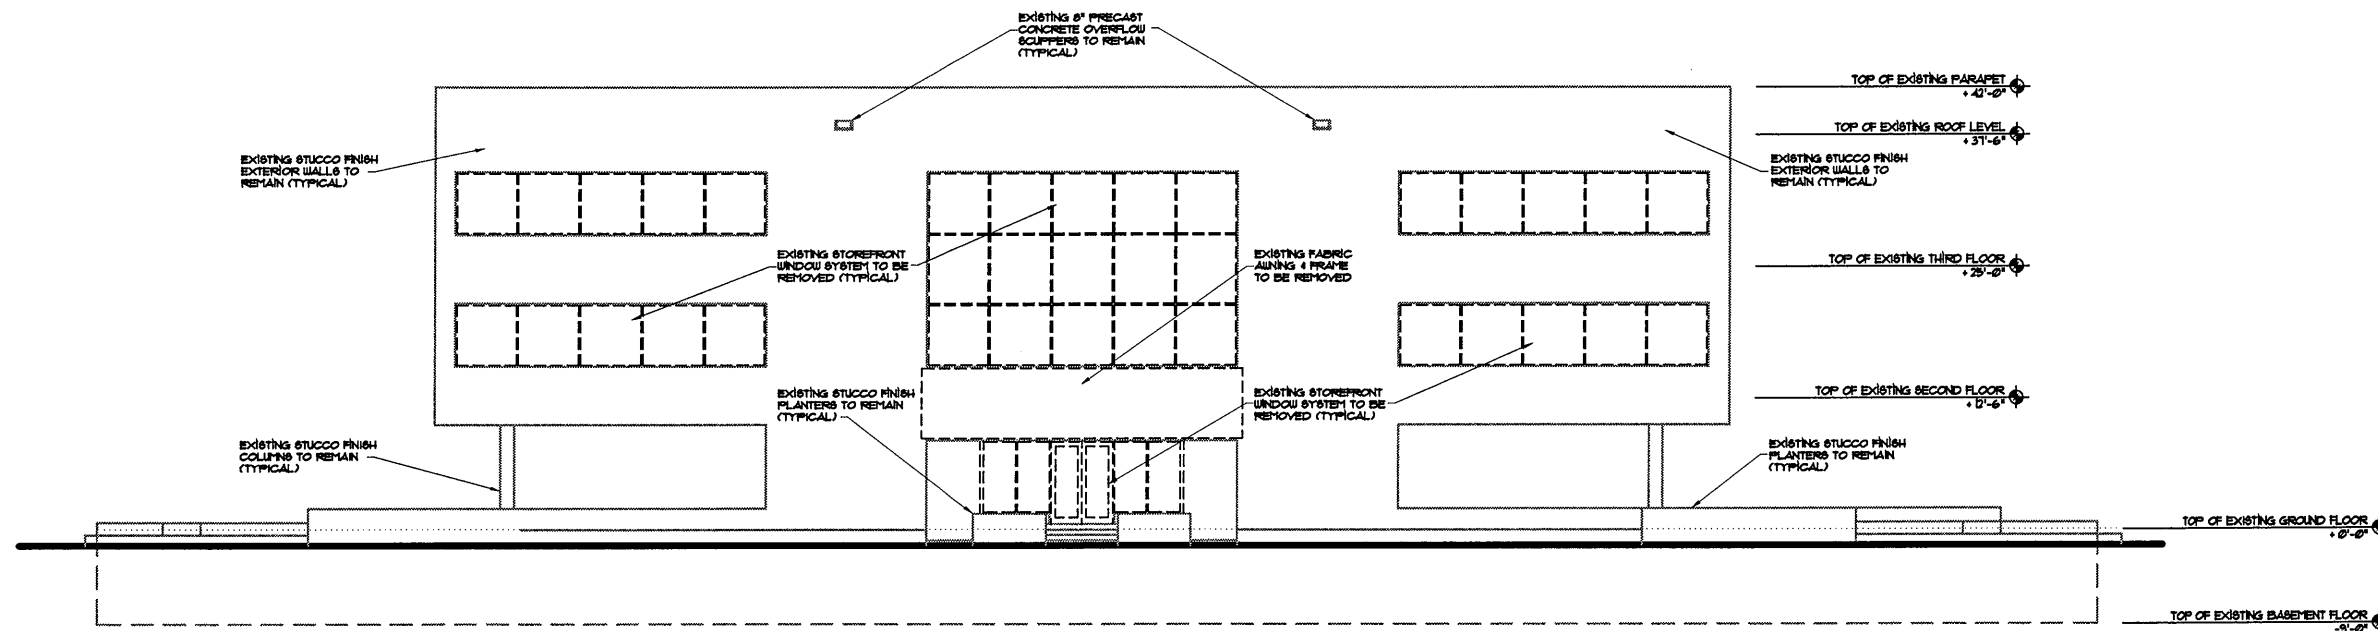 EXISTING 8" PRECAST
CONCRETE OVERFLOW
SCUPPERS TO REMAIN
(TYPICAL)
TOP OF EXISTING PARAPET
+ 42'-0"
TOP OF EXISTING ROOF LEVEL
+ 37'-6"
EXISTING STUCCO FINISH
EXTERIOR WALLS TO
REMAIN (TYPICAL)
EXISTING STUCCO FINISH
EXTERIOR WALLS TO
REMAIN (TYPICAL)
EXISTING STOREFRONT
WINDOW SYSTEM TO BE
REMOVED (TYPICAL)
EXISTING FABRIC
AWNING & FRAME
TO BE REMOVED
TOP OF EXISTING THIRD FLOOR
+ 25'-0"
EXISTING STUCCO FINISH
PLANTERS TO REMAIN
(TYPICAL)
EXISTING STOREFRONT
WINDOW SYSTEM TO BE
REMOVED (TYPICAL)
TOP OF EXISTING SECOND FLOOR
+ 12'-6"
EXISTING STUCCO FINISH
COLUMNS TO REMAIN
(TYPICAL)
EXISTING STUCCO FINISH
PLANTERS TO REMAIN
(TYPICAL)
TOP OF EXISTING GROUND FLOOR
+ 0'-0"
TOP OF EXISTING BASEMENT FLOOR
-9'-0"